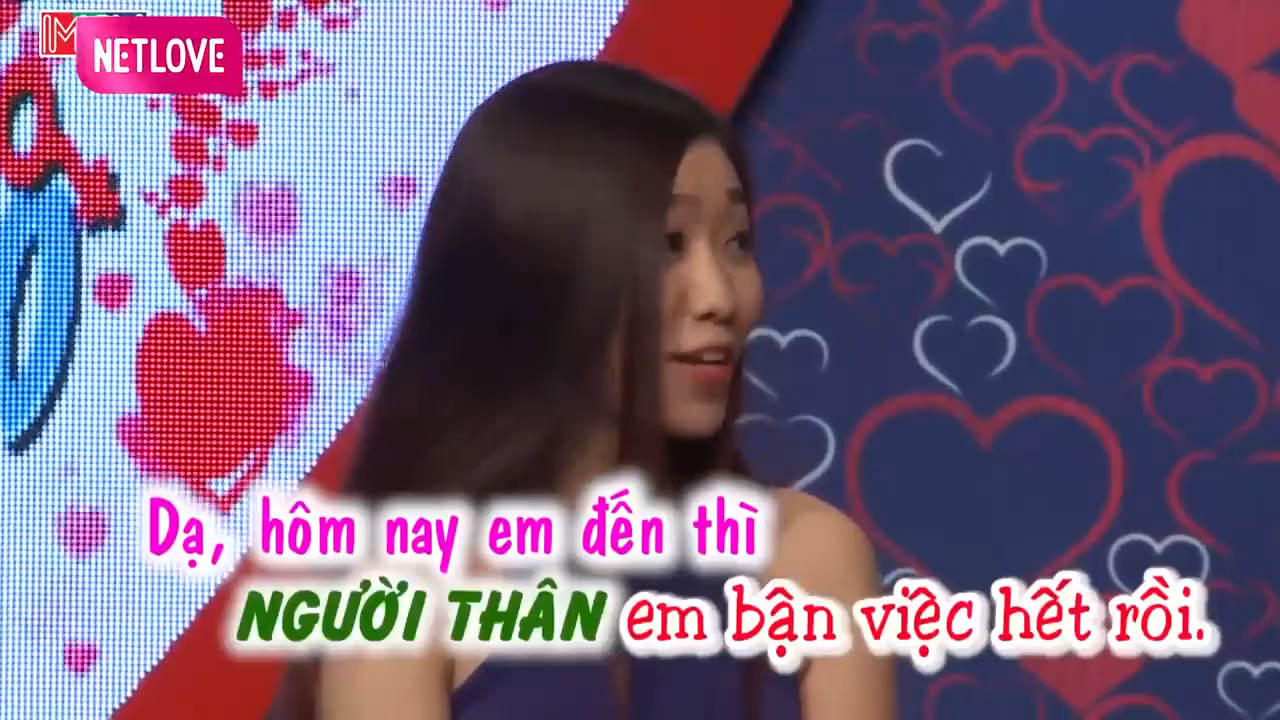 NETLOVE
Dạ, hôm nay em đến thì
NGƯỜI THÂN em bận việc hết rồi.